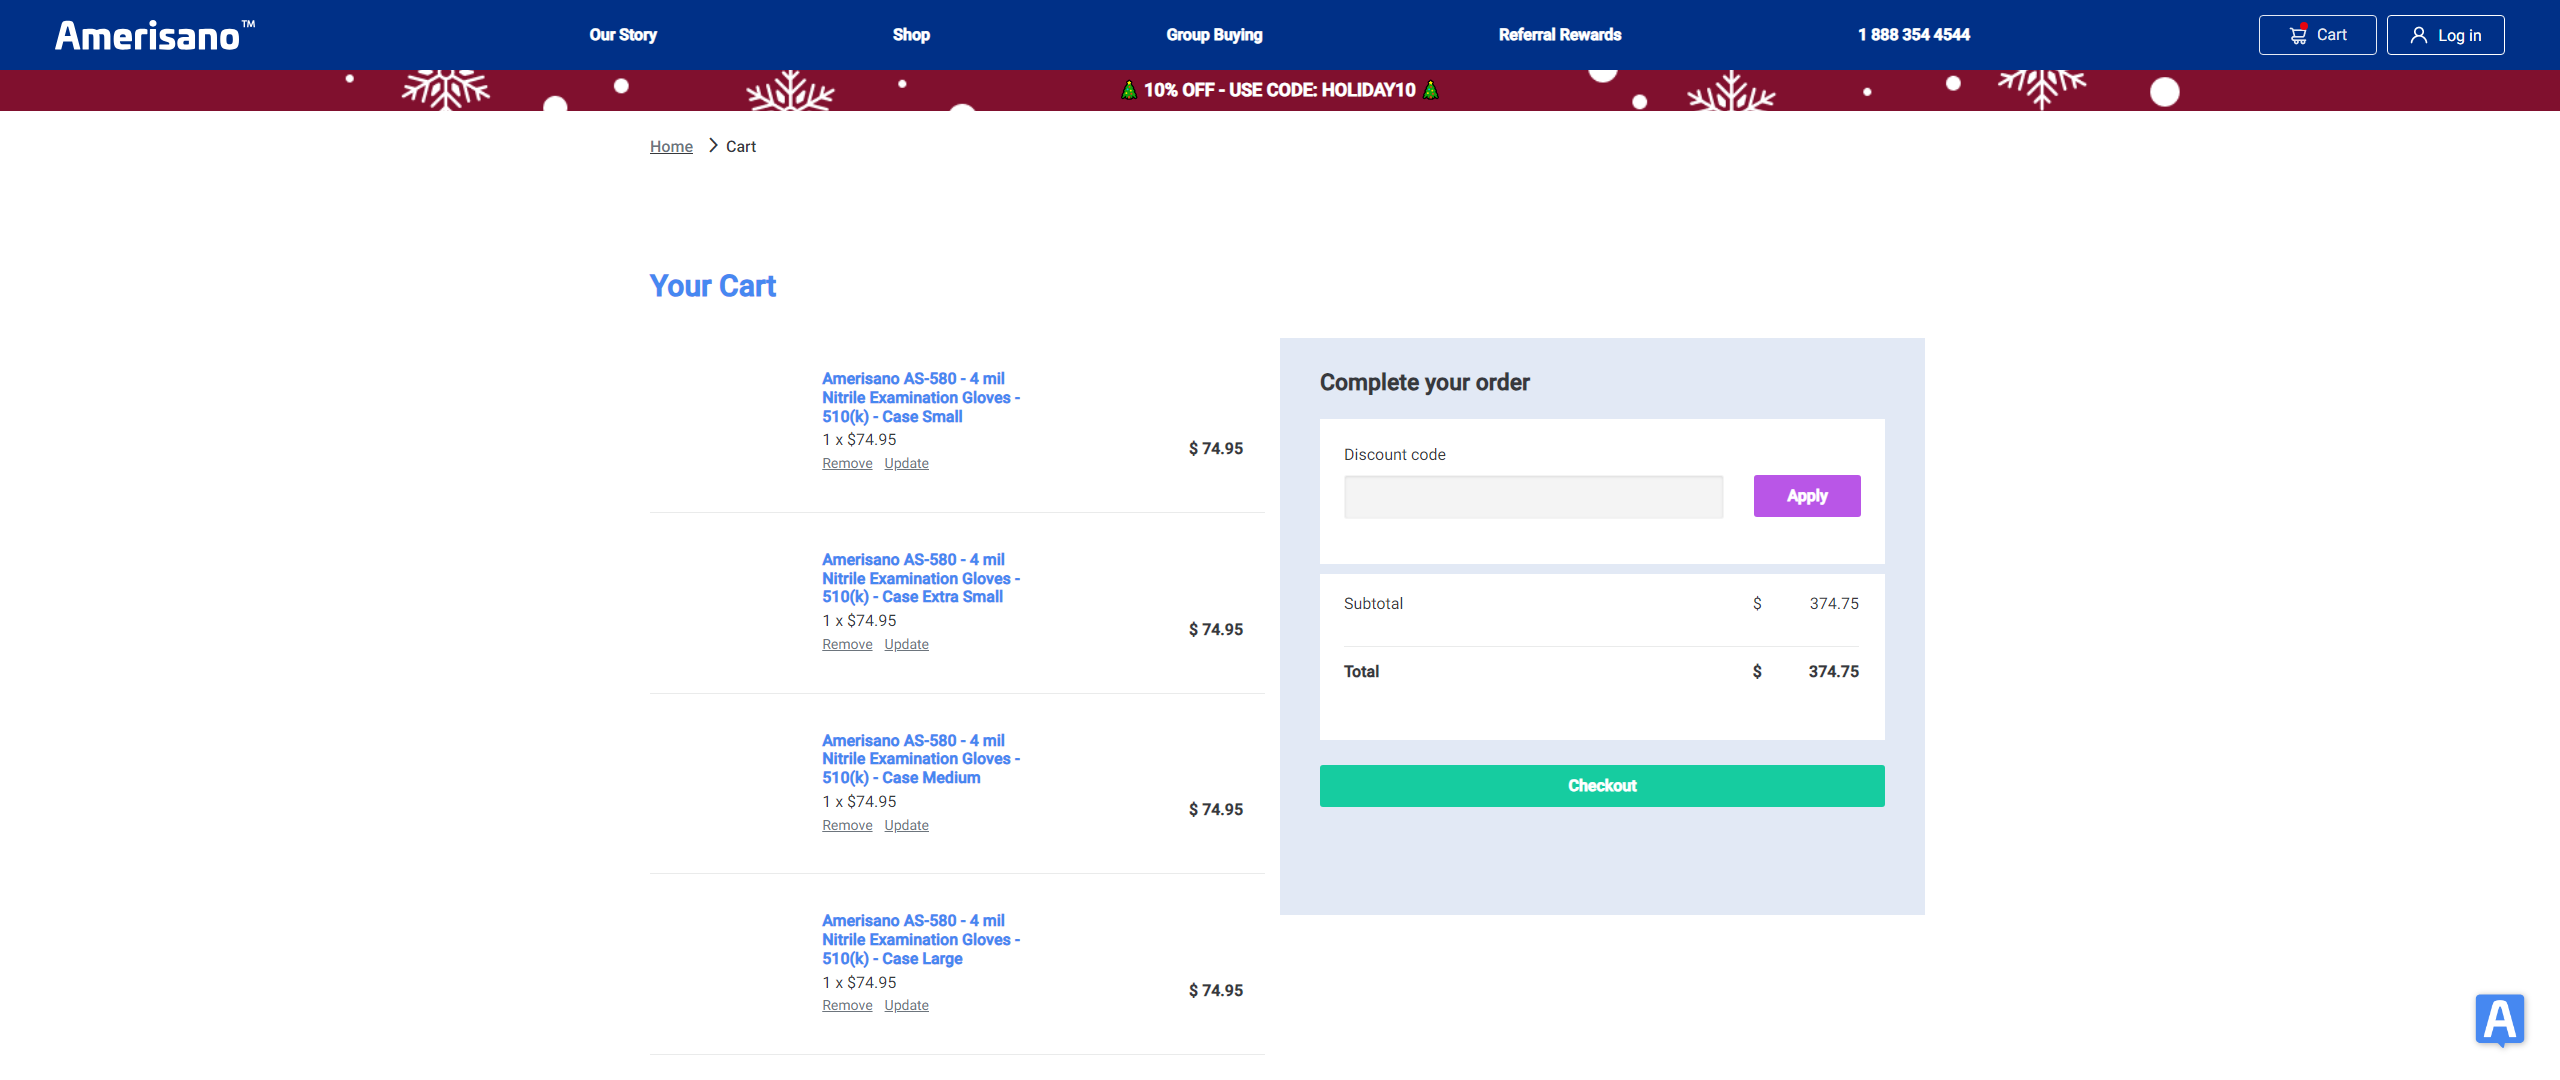 Amerisano™
Our Story
Shop
Group Buying
Referral Rewards
1 888 354 4544
Cart
Log in
10% OFF - USE CODE: HOLIDAY10
Home
Cart
Your Cart
Amerisano AS-580 - 4 mil
Nitrile Examination Gloves -
510(k) - Case Small
1 x $74.95
$ 74.95
Remove Update
Amerisano AS-580 - 4 mil
Nitrile Examination Gloves -
510(k) - Case Extra Small
1 x $74.95
$ 74.95
Remove Update
Amerisano AS-580 - 4 mil
Nitrile Examination Gloves -
510(k) - Case Medium
1 x $74.95
$ 74.95
Remove Update
Amerisano AS-580 - 4 mil
Nitrile Examination Gloves -
510(k) - Case Large
1 x $74.95
$ 74.95
Remove Update
Complete your order
Discount code
Apply
Subtotal $ 374.75
Total $ 374.75
Checkout
A